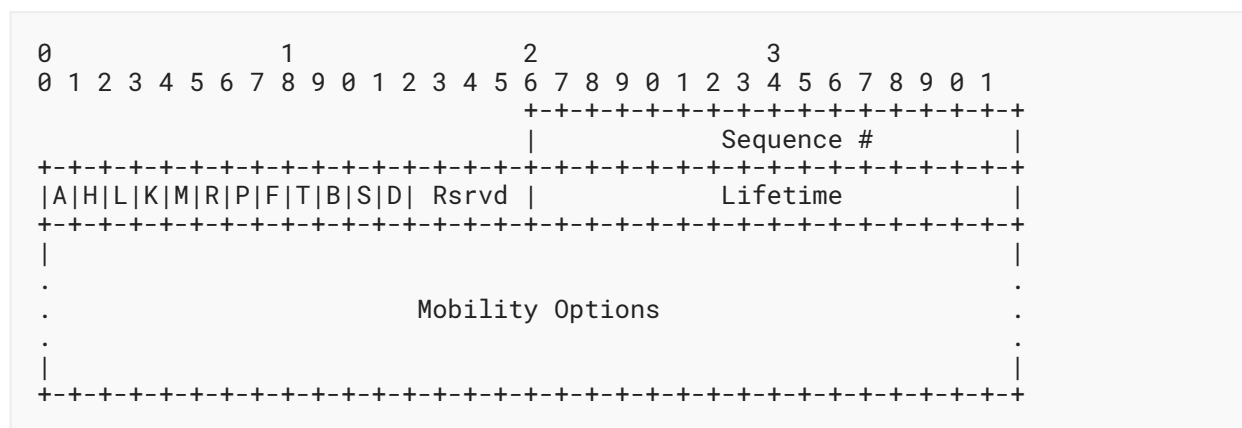 0                   1                   2                   3
0 1 2 3 4 5 6 7 8 9 0 1 2 3 4 5 6 7 8 9 0 1 2 3 4 5 6 7 8 9 0 1
                                +-+-+-+-+-+-+-+-+-+-+-+-+-+-+-+-+
                                |           Sequence #          |
+-+-+-+-+-+-+-+-+-+-+-+-+-+-+-+-+-+-+-+-+-+-+-+-+-+-+-+-+-+-+-+-+
|A|H|L|K|M|R|P|F|T|B|S|D| Rsrvd |            Lifetime           |
+-+-+-+-+-+-+-+-+-+-+-+-+-+-+-+-+-+-+-+-+-+-+-+-+-+-+-+-+-+-+-+-+
|                                                               |
.                                                               .
.                        Mobility Options                       .
.                                                               .
|                                                               |
+-+-+-+-+-+-+-+-+-+-+-+-+-+-+-+-+-+-+-+-+-+-+-+-+-+-+-+-+-+-+-+-+